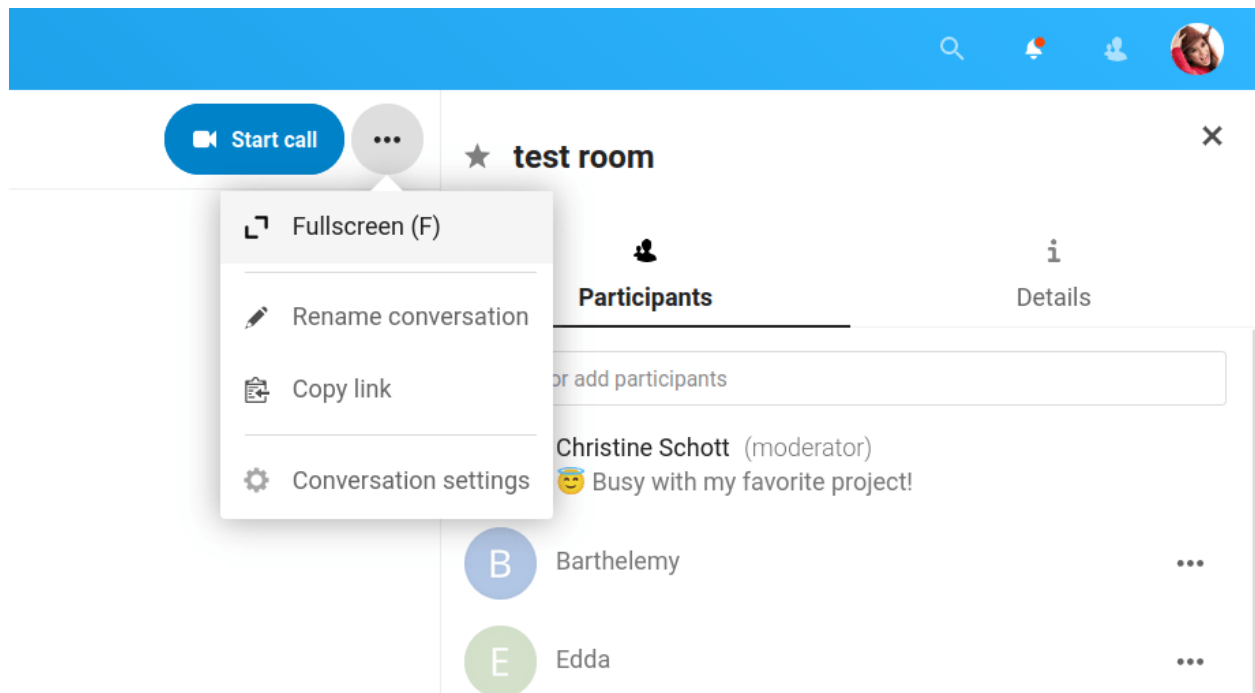 Start call
test room
Fullscreen (F)
Rename conversation
Copy link
Conversation settings
Participants
Details
or add participants
Christine Schott (moderator)
😇 Busy with my favorite project!
B Barthelemy
E Edda